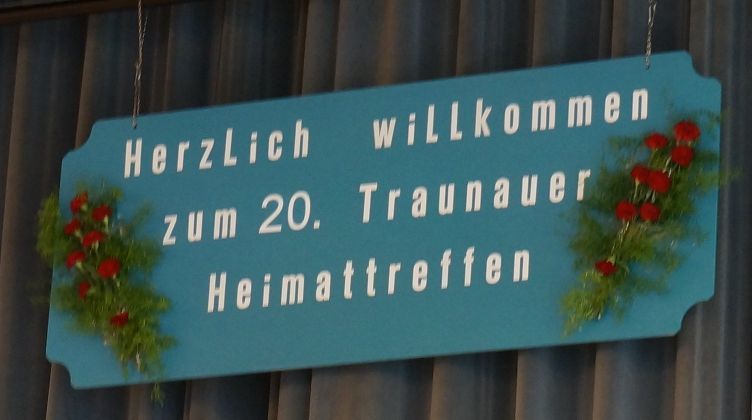 Herzlich willkommen
zum 20. Traunauer
Heimattreffen